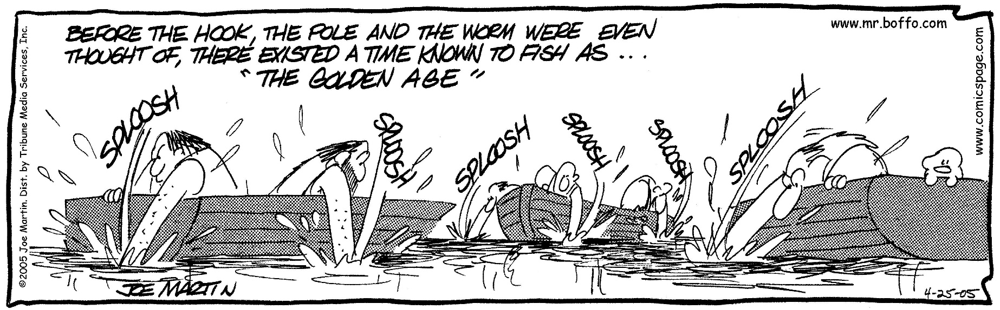 BEFORE THE HOOK, THE POLE AND THE WORM WERE EVEN
THOUGHT OF, THERE EXISTED A TIME KNOWN TO FISH AS...
"THE GOLDEN AGE"
www.mr.boffo.com
www.comicspage.com
©2005 Joe Martin. Dist. by Tribune Media Services, Inc.
SPLOOSH
SPLOOSH
SPLOOSH
SPLOOSH
SPLOOSH
SPLOOSH
JOE MARTIN
4-25-05